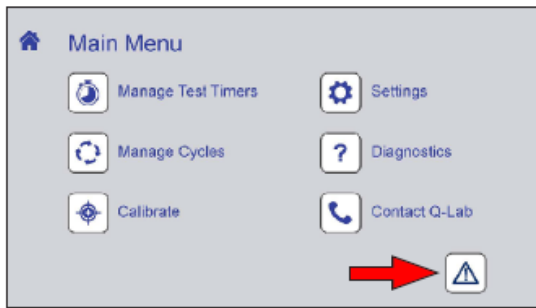 Main Menu
Manage Test Timers
Settings
Manage Cycles
? Diagnostics
Calibrate
Contact Q-Lab